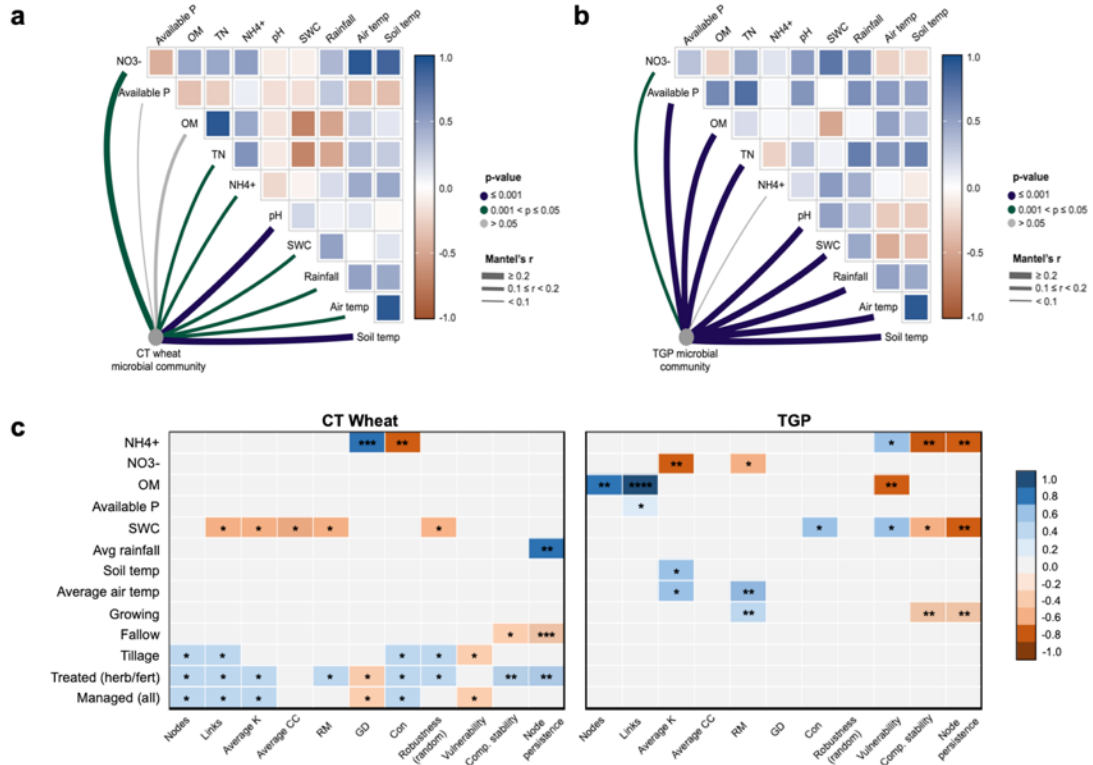 a
Available P
OM
TN
NH4+
pH
SWC
Rainfall
Air temp
Soil temp
NO3-
Available P
OM
TN
NH4+
pH
SWC
Rainfall
Air temp
Soil temp
CT wheat
microbial community
1.0
0.5
0.0
-0.5
-1.0
p-value
≤ 0.001
0.001 < p ≤ 0.05
> 0.05
Mantel's r
≥ 0.2
0.1 ≤ r < 0.2
< 0.1
b
Available P
OM
TN
NH4+
pH
SWC
Rainfall
Air temp
Soil temp
NO3-
Available P
OM
TN
NH4+
pH
SWC
Rainfall
Air temp
Soil temp
TGP microbial
community
1.0
0.5
0.0
-0.5
-1.0
p-value
≤ 0.001
0.001 < p ≤ 0.05
> 0.05
Mantel's r
≥ 0.2
0.1 ≤ r < 0.2
< 0.1
c
CT Wheat
TGP
NH4+ *** ** * ** **
NO3- ** *
OM ** **** **
Available P *
SWC * * * * * * * * **
Avg rainfall **
Soil temp *
Average air temp * **
Growing ** ** **
Fallow * ***
Tillage * * * * *
Treated (herb/fert) * * * * * * * ** **
Managed (all) * * * * * *
Nodes
Links
Average K
Average CC
RM
GD
Con
Robustness
(random)
Vulnerability
Comp. stability
Node
persistence
Nodes
Links
Average K
Average CC
RM
GD
Con
Robustness
(random)
Vulnerability
Comp. stability
Node
persistence
1.0
0.8
0.6
0.4
0.2
0
-0.2
-0.4
-0.6
-0.8
-1.0